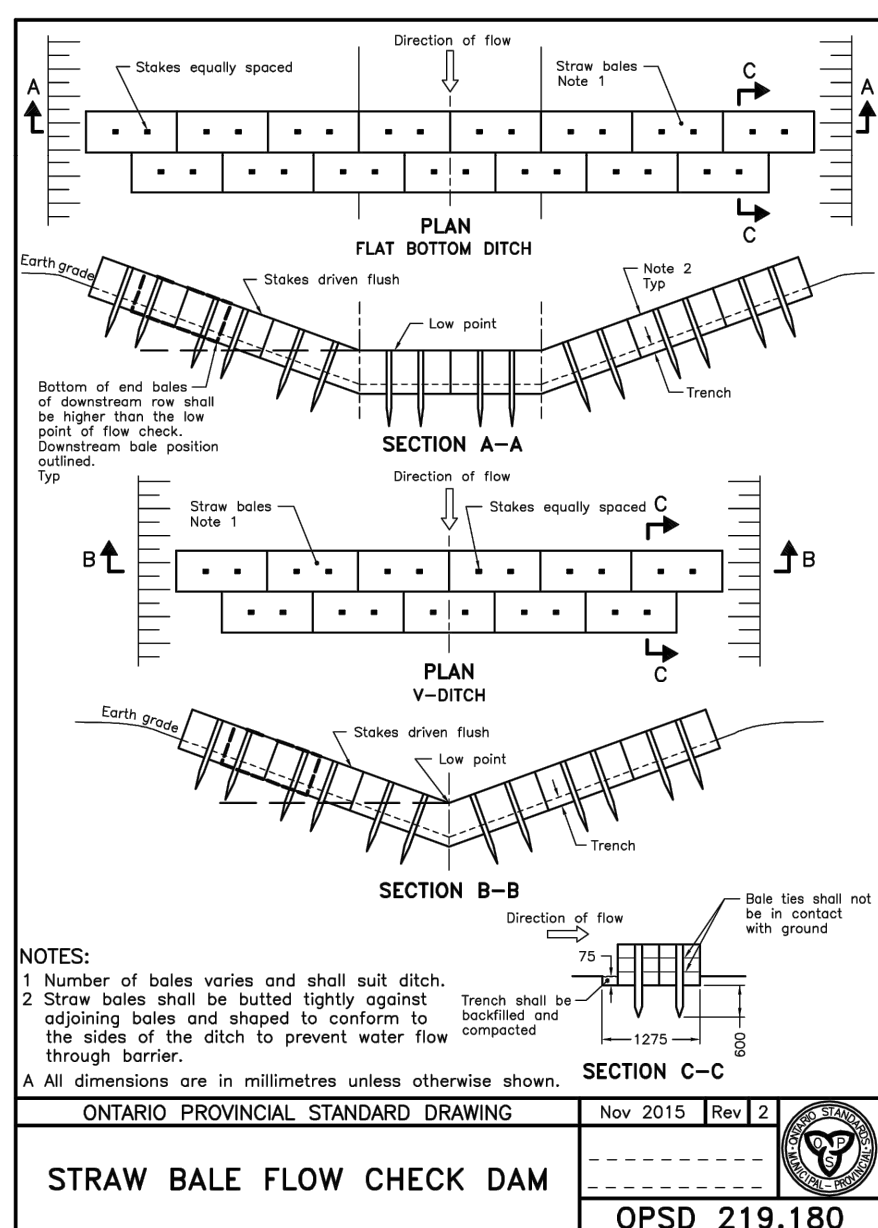 Direction of flow
Stakes equally spaced
Straw bales
Note 1
C
A
A
C
PLAN
FLAT BOTTOM DITCH
Earth grade
Stakes driven flush
Note 2
Typ
Low point
Trench
Bottom of end bales
of downstream row shall
be higher than the low
point of flow check.
Downstream bale position
outlined.
Typ
SECTION A-A
Direction of flow
Straw bales
Note 1
Stakes equally spaced
C
B
B
C
PLAN
V-DITCH
Earth grade
Stakes driven flush
Low point
Trench
SECTION B-B
Direction of flow
Bale ties shall not
be in contact
with ground
75
Trench shall be
backfilled and
compacted
1275
600
SECTION C-C
NOTES:
1 Number of bales varies and shall suit ditch.
2 Straw bales shall be butted tightly against
adjoining bales and shaped to conform to
the sides of the ditch to prevent water flow
through barrier.
A All dimensions are in millimetres unless otherwise shown.
ONTARIO PROVINCIAL STANDARD DRAWING
Nov 2015 Rev 2
STRAW BALE FLOW CHECK DAM
ONTARIO STANDARDS
MUNICIPAL - PROVINCIAL
O P S
OPSD 219.180